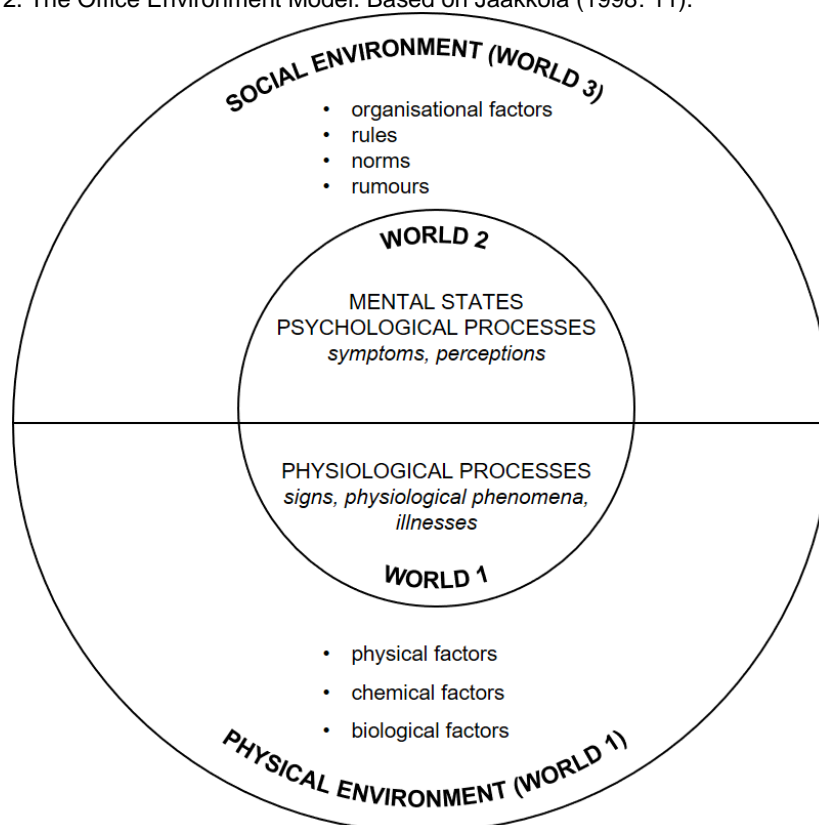 2. The Office Environment Model. Based on Jaakkola (1998: 11).
SOCIAL ENVIRONMENT (WORLD 3)
• organisational factors
• rules
• norms
• rumours
WORLD 2
MENTAL STATES
PSYCHOLOGICAL PROCESSES
symptoms, perceptions
PHYSIOLOGICAL PROCESSES
signs, physiological phenomena,
illnesses
WORLD 1
• physical factors
• chemical factors
• biological factors
PHYSICAL ENVIRONMENT (WORLD 1)